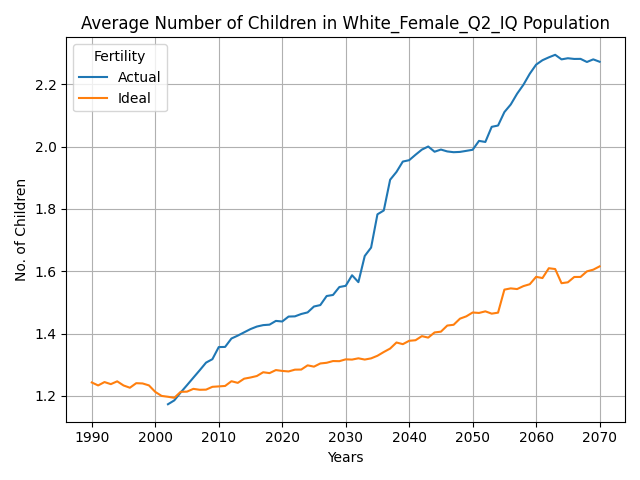 Average Number of Children in White_Female_Q2_IQ Population
Fertility
Actual
Ideal
No. of Children
2.2
2.0
1.8
1.6
1.4
1.2
1990 2000 2010 2020 2030 2040 2050 2060 2070
Years